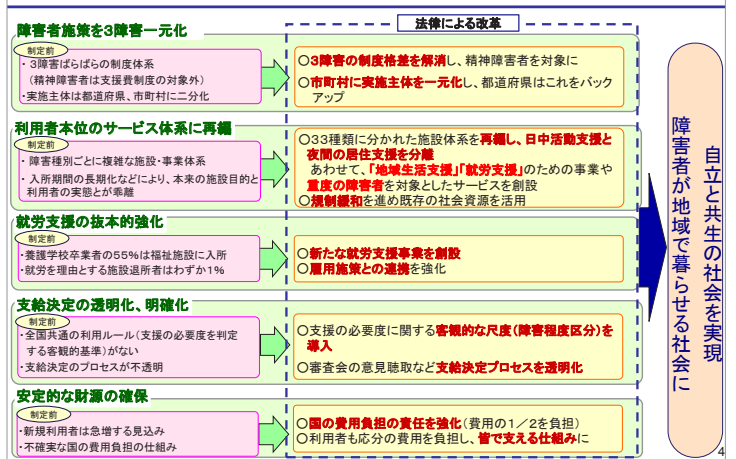 法律による改革
障害者施策を3障害一元化
制定前
・3障害ばらばらの制度体系
(精神障害者は支援費制度の対象外)
・実施主体は都道府県、市町村に二分化
○3障害の制度格差を解消し、精神障害者を対象に
○市町村に実施主体を一元化し、都道府県はこれをバック
アップ
利用者本位のサービス体系に再編
制定前
・障害種別ごとに複雑な施設・事業体系
・入所期間の長期化などにより、本来の施設目的と
利用者の実態とが乖離
○33種類に分かれた施設体系を再編し、日中活動支援と
夜間の居住支援を分離
あわせて、「地域生活支援」「就労支援」のための事業や
重度の障害者を対象としたサービスを創設
○規制緩和を進め既存の社会資源を活用
就労支援の抜本的強化
制定前
・養護学校卒業者の55%は福祉施設に入所
・就労を理由とする施設退所者はわずか1%
○新たな就労支援事業を創設
○雇用施策との連携を強化
支給決定の透明化、明確化
制定前
・全国共通の利用ルール(支援の必要度を判定
する客観的基準)がない
・支給決定のプロセスが不透明
○支援の必要度に関する客観的な尺度(障害程度区分)を
導入
○審査会の意見聴取など支給決定プロセスを透明化
安定的な財源の確保
制定前
・新規利用者は急増する見込み
・不確実な国の費用負担の仕組み
○国の費用負担の責任を強化(費用の1/2を負担)
○利用者も応分の費用を負担し、皆で支える仕組みに
自立と共生の社会を実現
障害者が地域で暮らせる社会に
4